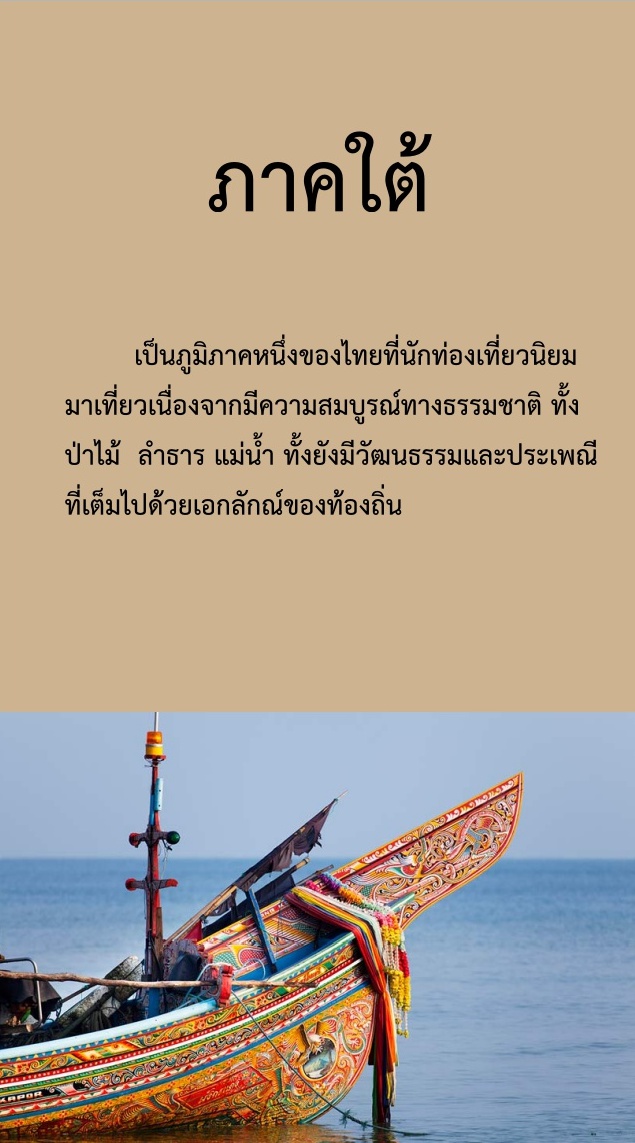 ภาคใต้
เป็นภูมิภาคหนึ่งของไทยที่นักท่องเที่ยวนิยม
มาเที่ยวเนื่องจากมีความสมบูรณ์ทางธรรมชาติ ทั้ง
ป่าไม้ ลำธาร แม่น้ำ ทั้งยังมีวัฒนธรรมและประเพณี
ที่เต็มไปด้วยเอกลักณ์ของท้องถิ่น